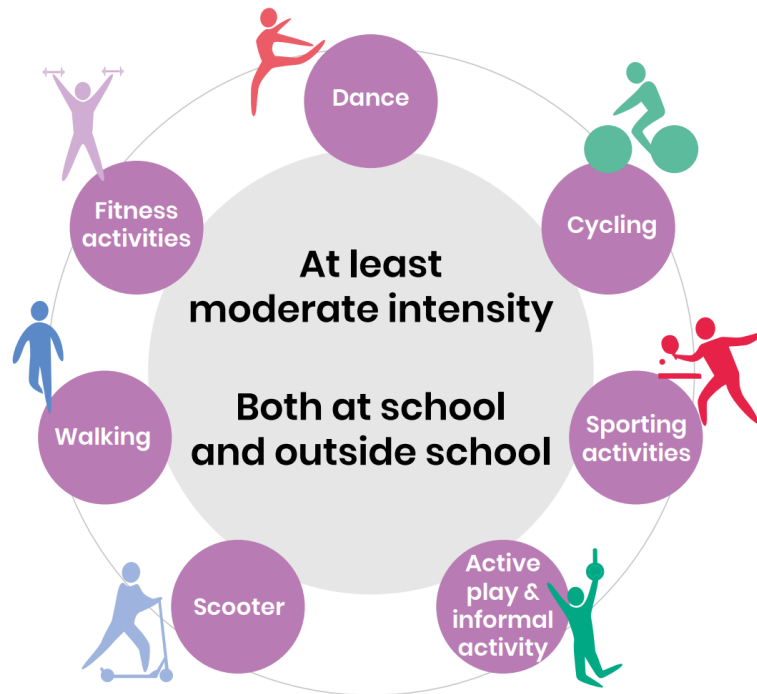 Dance
Cycling
Sporting
activities
Active
play &
informal
activity
Scooter
Walking
Fitness
activities
At least
moderate intensity
Both at school
and outside school